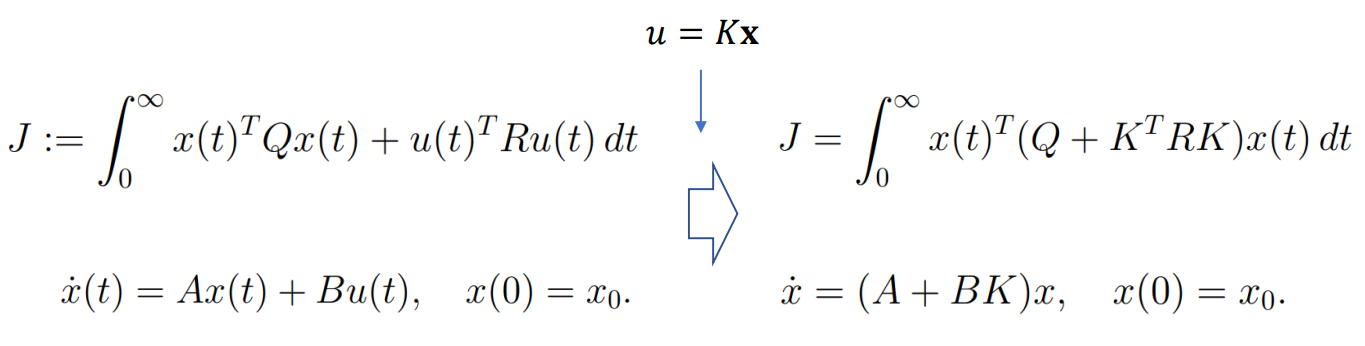 u = Kx
J := ∫₀^∞ x(t)ᵀQx(t) + u(t)ᵀRu(t) dt
J = ∫₀^∞ x(t)ᵀ(Q + KᵀRK)x(t) dt
ẋ(t) = Ax(t) + Bu(t), x(0) = x₀.
ẋ = (A + BK)x, x(0) = x₀.